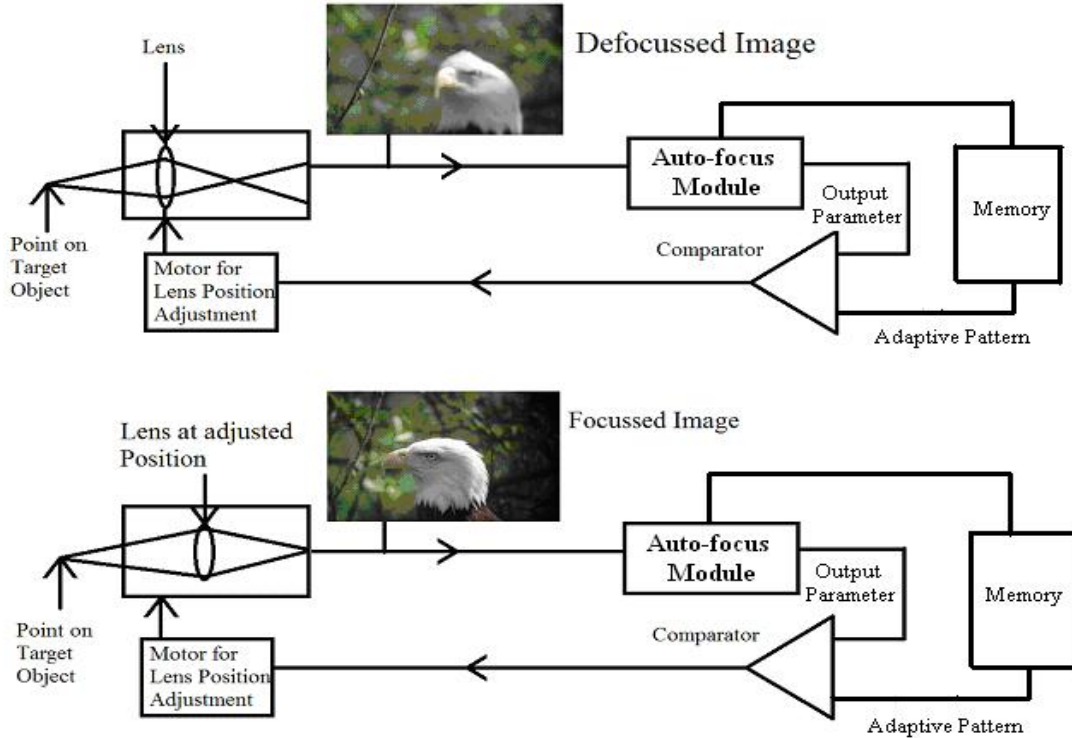 Lens
Defocussed Image
Auto-focus
Module
Output
Parameter
Memory
Point on
Target
Object
Motor for
Lens Position
Adjustment
Comparator
Adaptive Pattern
Lens at adjusted
Position
Focussed Image
Auto-focus
Module
Output
Parameter
Memory
Point on
Target
Object
Motor for
Lens Position
Adjustment
Comparator
Adaptive Pattern